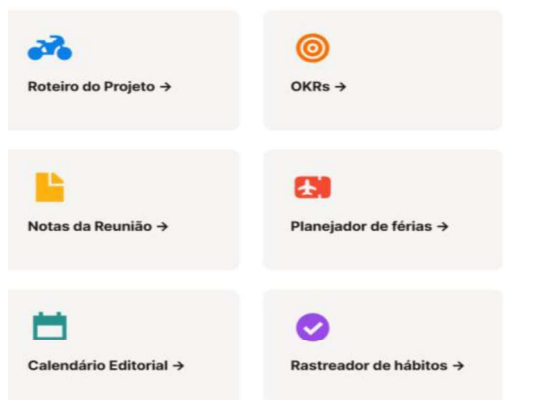 Roteiro do Projeto →
OKRs →
Notas da Reunião →
Planejador de férias →
Calendário Editorial →
Rastreador de hábitos →